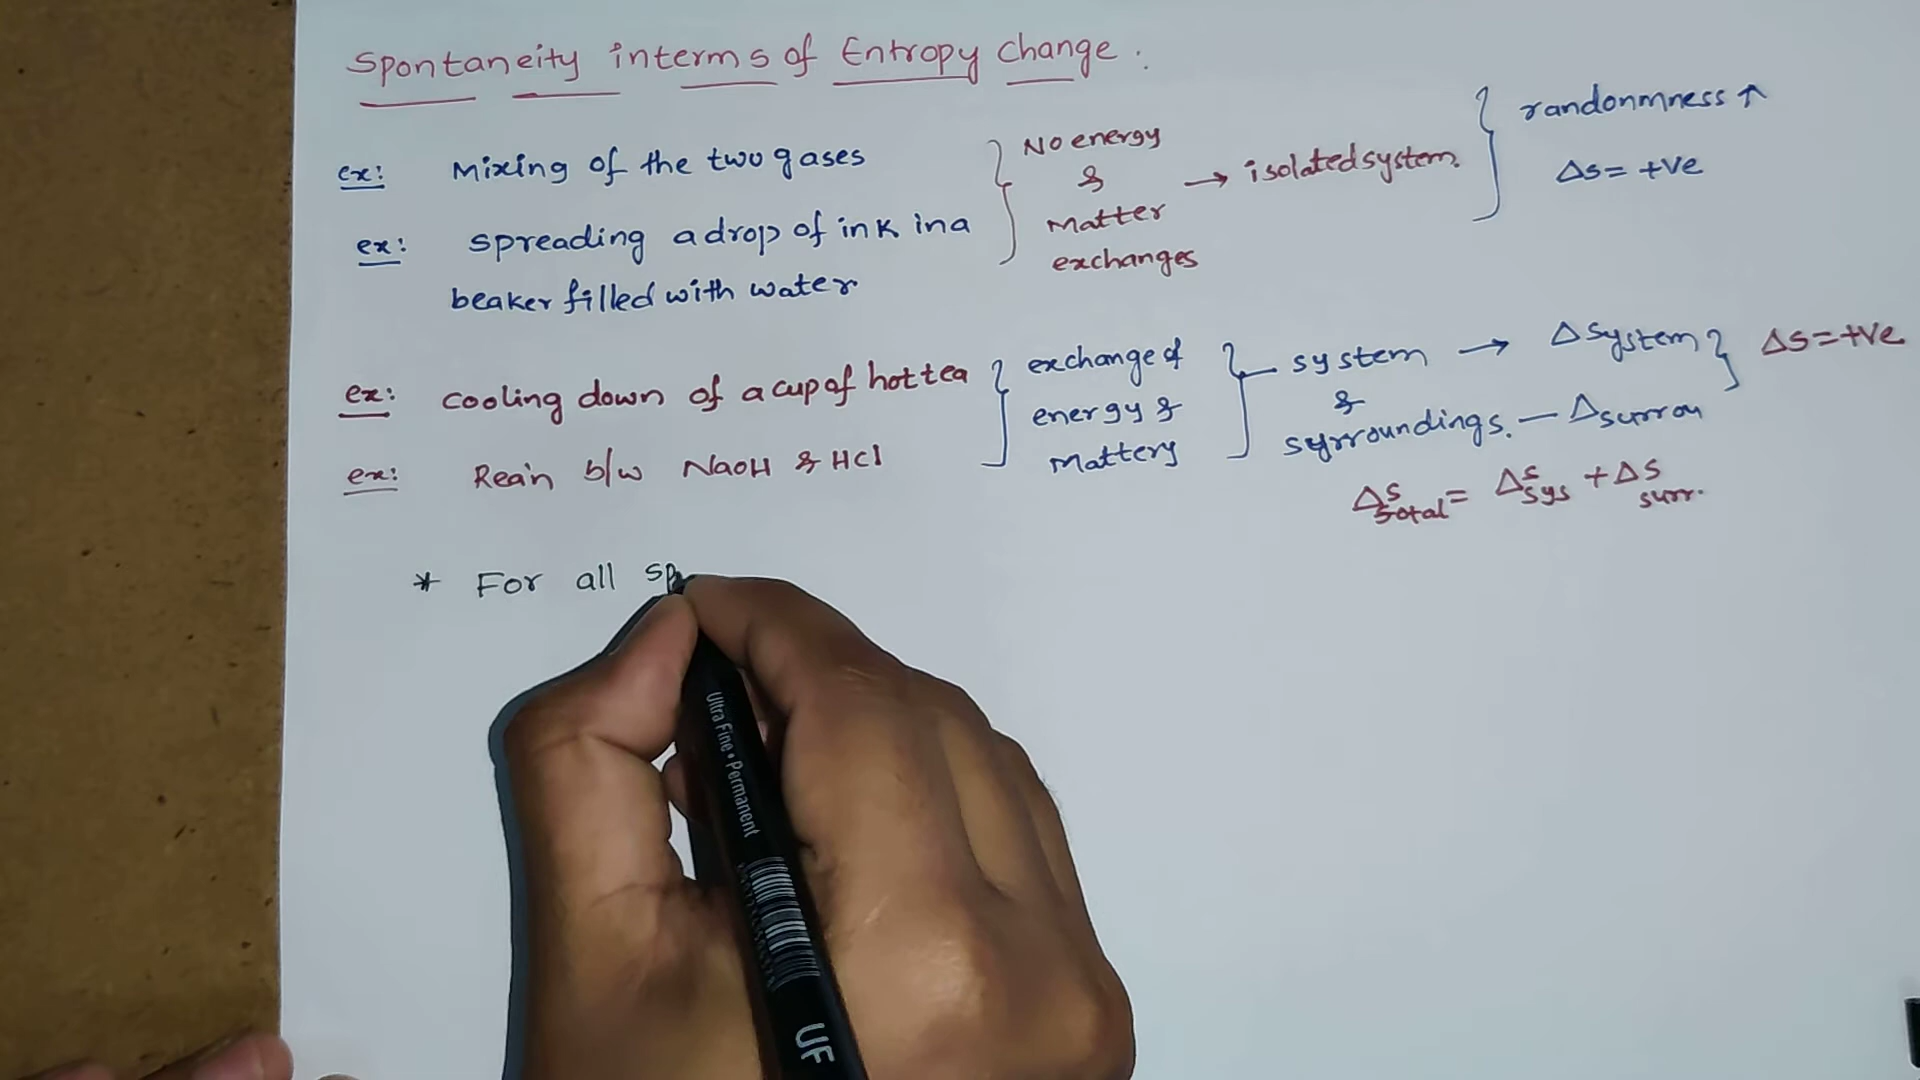 Spontaneity interms of Entropy change.
ex: Mixing of the two gases
ex: spreading a drop of ink in a
beaker filled with water
No energy
&
Matter
exchanges
→ isolated system.
randonmness ↑
Δs = +ve
ex: cooling down of a cup of hot tea
ex: Rea'n b/w NaOH & HCl
exchange of
energy &
Mattery
system → Δsystem
&
syrroundings. — Δsurrou
Δs = +ve
ΔS total = ΔS sys + ΔS surr.
* For all sp
Ultra Fine • Permanent
UF